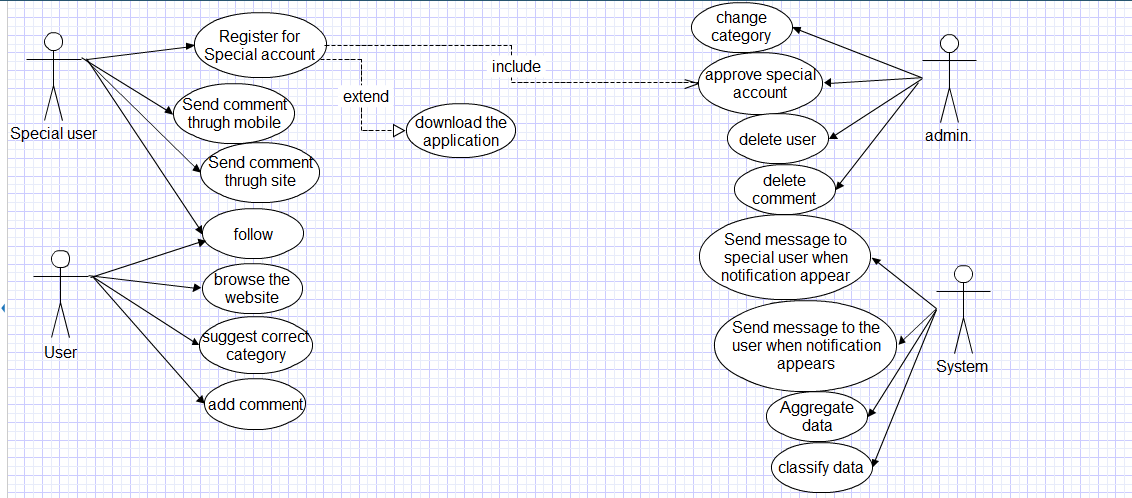 Register for
Special account
Special user
Send comment
thrugh mobile
Send comment
thrugh site
follow
User
browse the
website
suggest correct
category
add comment
include
extend
download the
application
change
category
approve special
account
delete user
delete
comment
admin.
Send message to
special user when
notification appear
Send message to the
user when notification
appears
System
Aggregate
data
classify data